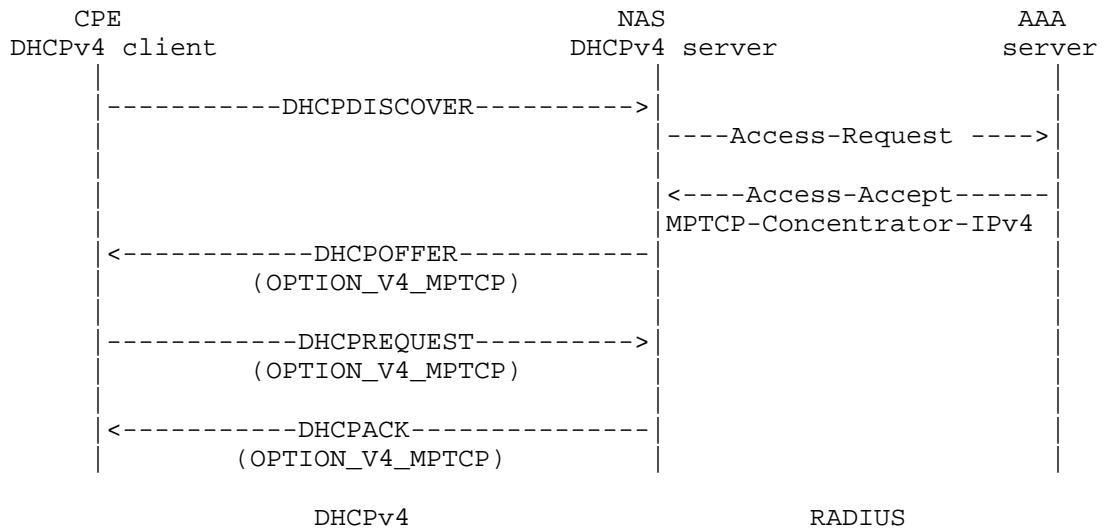 CPE NAS AAA
DHCPv4 client DHCPv4 server server
|-----------DHCPDISCOVER---------->|
|----Access-Request ---->|
|<----Access-Accept------|
|MPTCP-Concentrator-IPv4
|<------------DHCPOFFER------------|
(OPTION_V4_MPTCP)
|------------DHCPREQUEST---------->|
(OPTION_V4_MPTCP)
|<-----------DHCPACK---------------|
(OPTION_V4_MPTCP)
DHCPv4 RADIUS